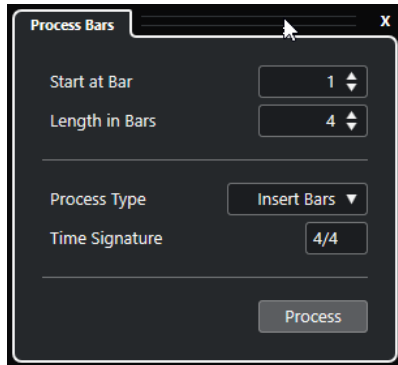 Process Bars X
Start at Bar 1
Length in Bars 4
Process Type Insert Bars
Time Signature 4/4
Process